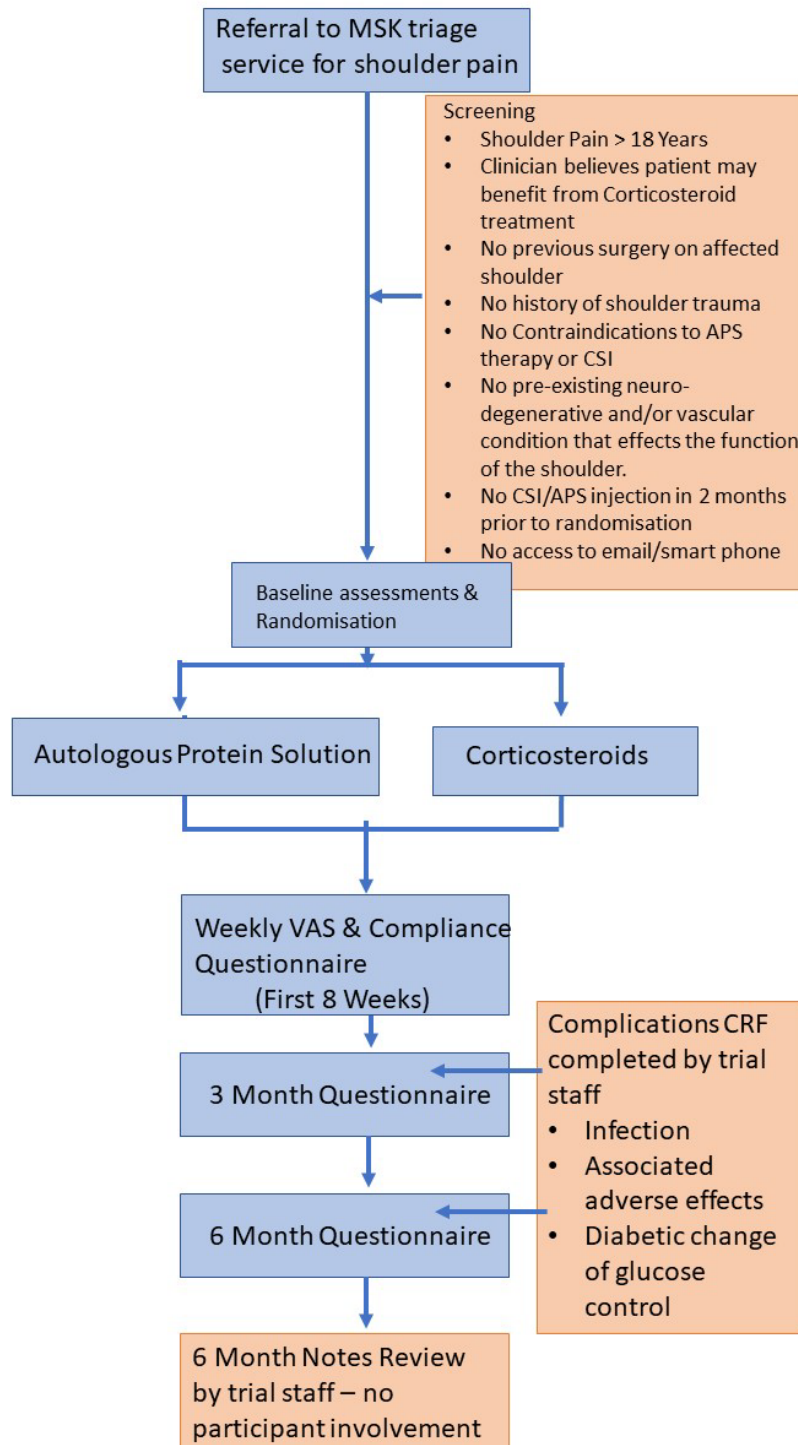 Referral to MSK triage
service for shoulder pain
Screening
• Shoulder Pain > 18 Years
• Clinician believes patient may
benefit from Corticosteroid
treatment
• No previous surgery on affected
shoulder
• No history of shoulder trauma
• No Contraindications to APS
therapy or CSI
• No pre-existing neuro-
degenerative and/or vascular
condition that effects the function
of the shoulder.
• No CSI/APS injection in 2 months
prior to randomisation
• No access to email/smart phone
Baseline assessments &
Randomisation
Autologous Protein Solution
Corticosteroids
Weekly VAS & Compliance
Questionnaire
(First 8 Weeks)
3 Month Questionnaire
6 Month Questionnaire
Complications CRF
completed by trial
staff
• Infection
• Associated
adverse effects
• Diabetic change
of glucose
control
6 Month Notes Review
by trial staff – no
participant involvement